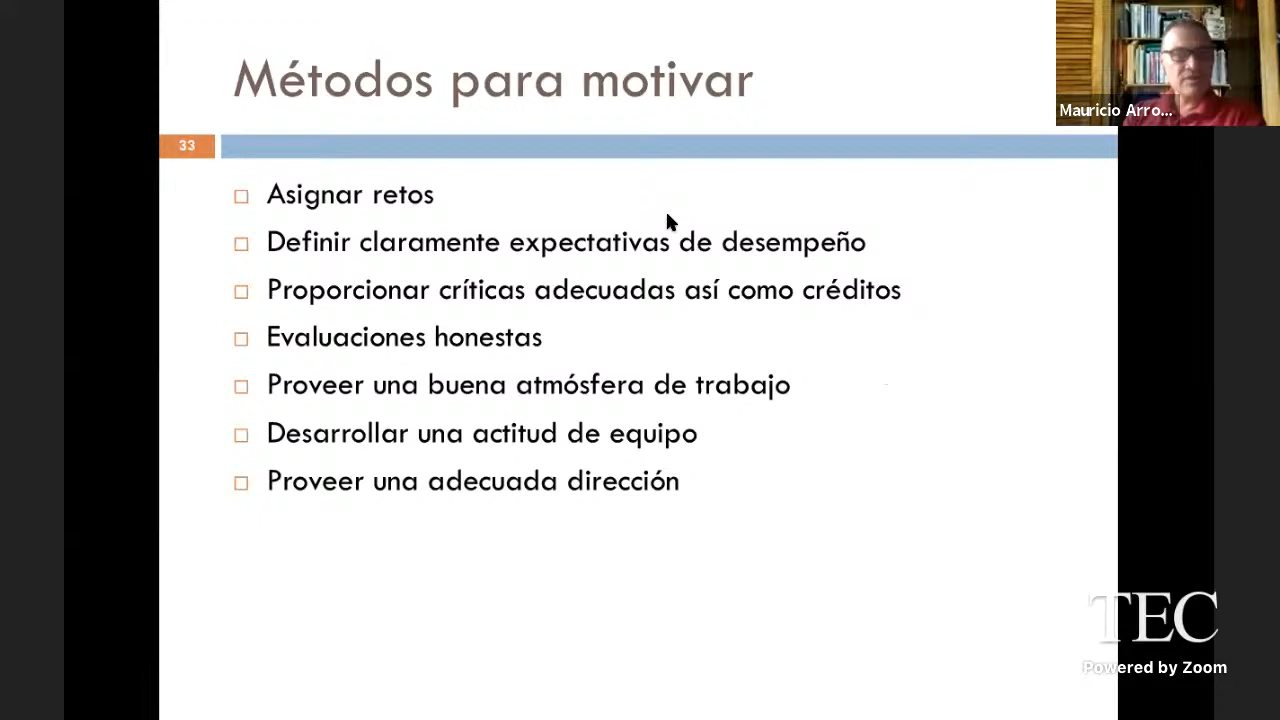 Métodos para motivar
Mauricio Arro...
33
Asignar retos
Definir claramente expectativas de desempeño
Proporcionar críticas adecuadas así como créditos
Evaluaciones honestas
Proveer una buena atmósfera de trabajo
Desarrollar una actitud de equipo
Proveer una adecuada dirección
TEC
Powered by Zoom